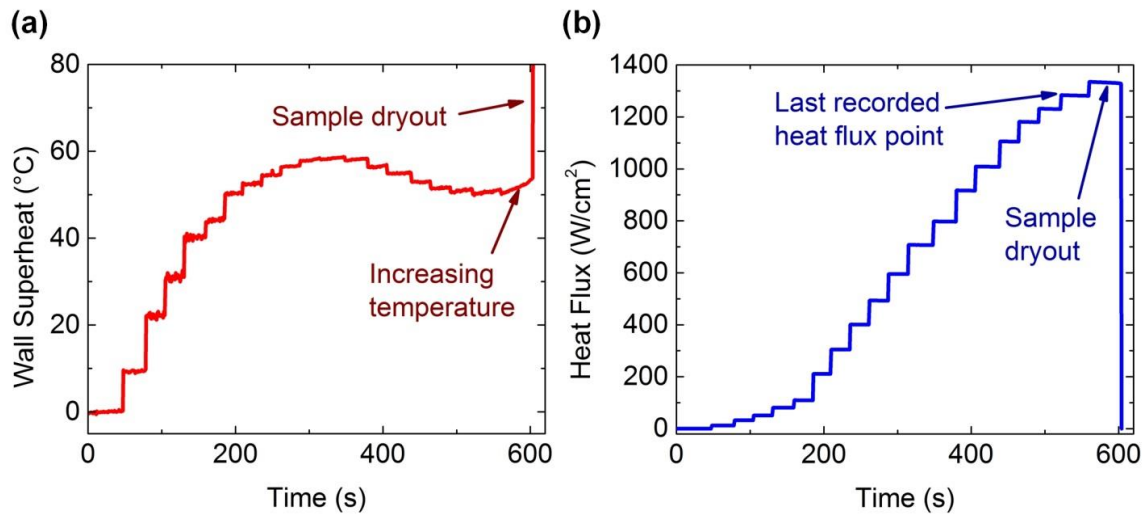 (a)
80
60
40
20
0
Wall Superheat (°C)
0
200
400
600
Time (s)
Sample dryout
Increasing
temperature
(b)
1400
1200
1000
800
600
400
200
0
Heat Flux (W/cm²)
0
200
400
600
Time (s)
Last recorded
heat flux point
Sample
dryout